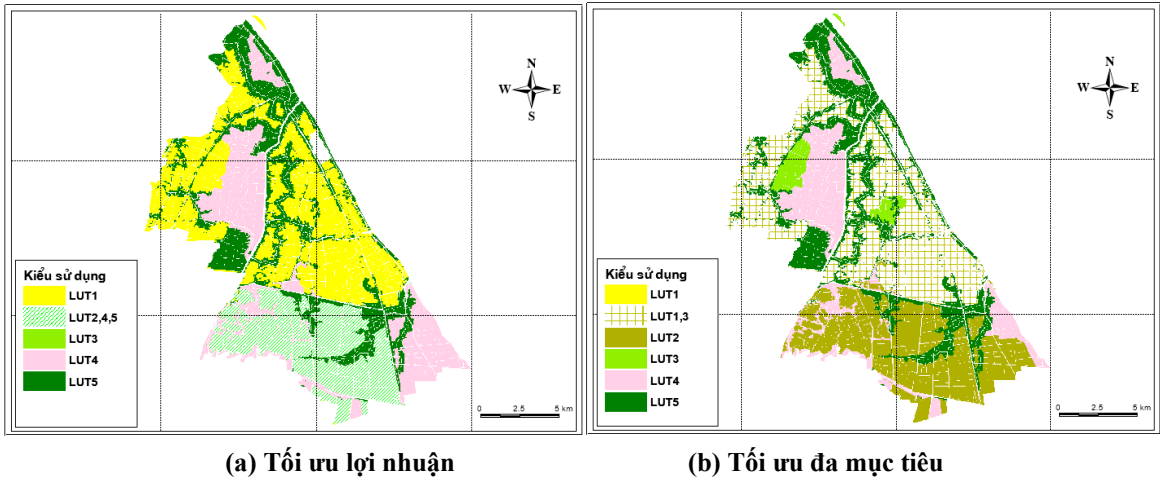 N
W E
S
Kiểu sử dụng
LUT1
LUT2,4,5
LUT3
LUT4
LUT5
0 2.5 5 km
N
W E
S
Kiểu sử dụng
LUT1
LUT1,3
LUT2
LUT3
LUT4
LUT5
0 2.5 5 km
(a) Tối ưu lợi nhuận
(b) Tối ưu đa mục tiêu